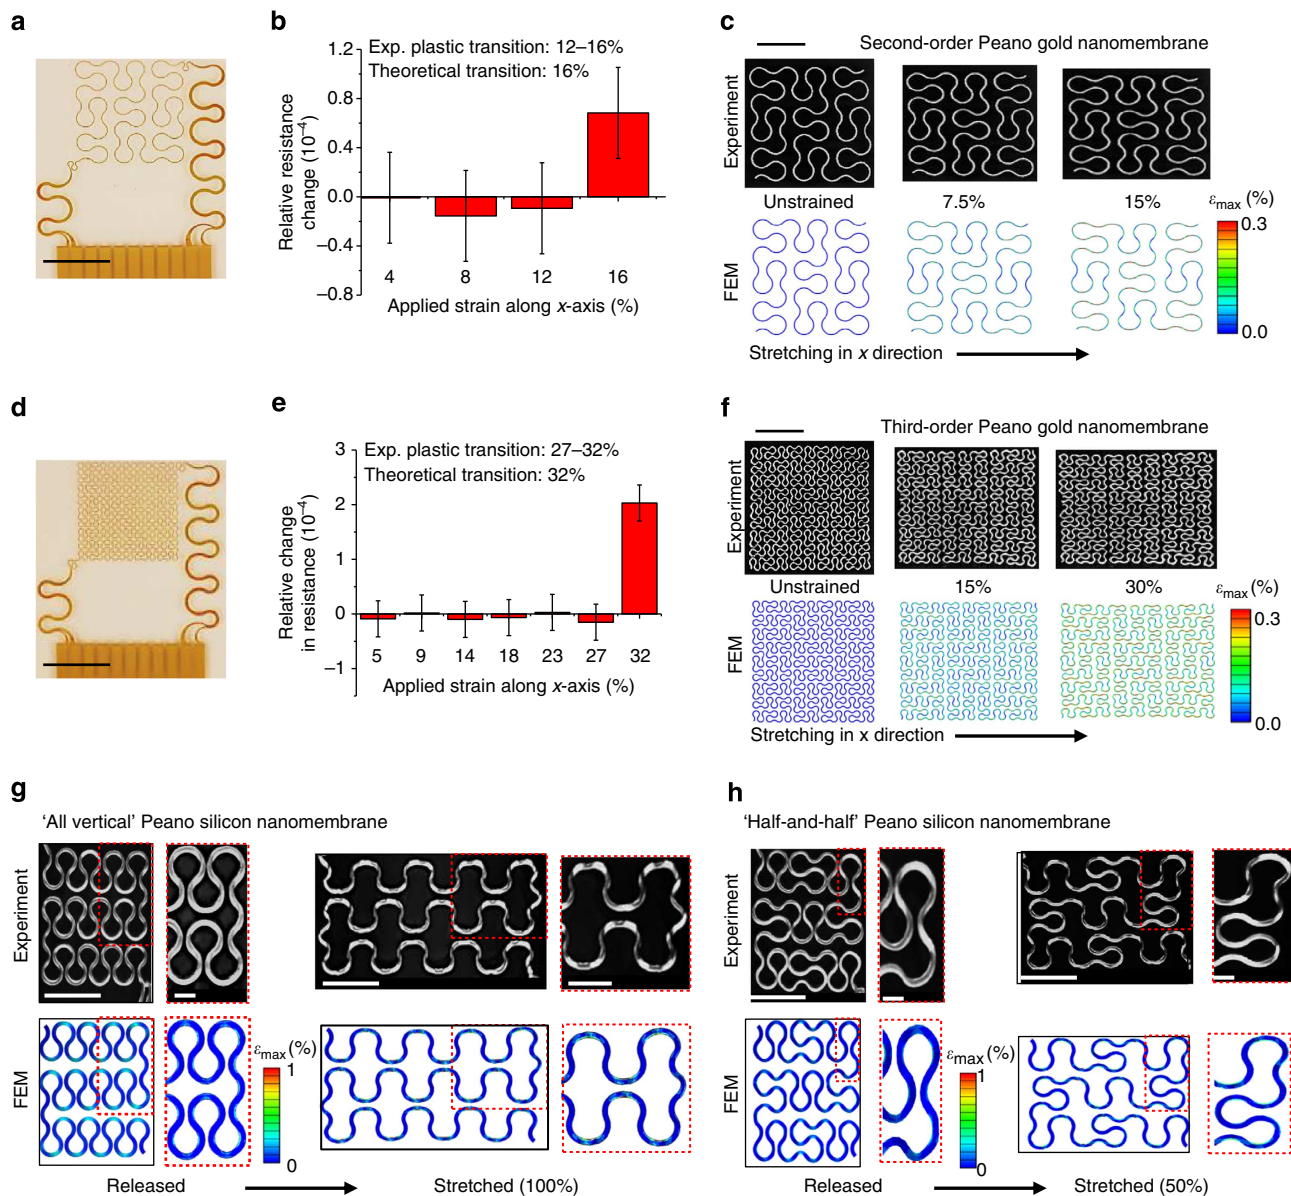 a
b
1.2
0.8
0.4
0.0
−0.4
−0.8
Relative resistance
change (10−4)
Exp. plastic transition: 12–16%
Theoretical transition: 16%
4 8 12 16
Applied strain along x-axis (%)
c
Second-order Peano gold nanomembrane
Experiment
Unstrained 7.5% 15%
FEM
εmax (%)
0.3
0.0
Stretching in x direction
d
e
3
2
1
0
−1
Relative change
in resistance (10−4)
Exp. plastic transition: 27–32%
Theoretical transition: 32%
5 9 14 18 23 27 32
Applied strain along x-axis (%)
f
Third-order Peano gold nanomembrane
Experiment
Unstrained 15% 30%
FEM
εmax (%)
0.3
0.0
Stretching in x direction
g
‘All vertical’ Peano silicon nanomembrane
Experiment
FEM
εmax (%)
1
0
Released Stretched (100%)
h
‘Half-and-half’ Peano silicon nanomembrane
Experiment
FEM
εmax (%)
1
0
Released Stretched (50%)